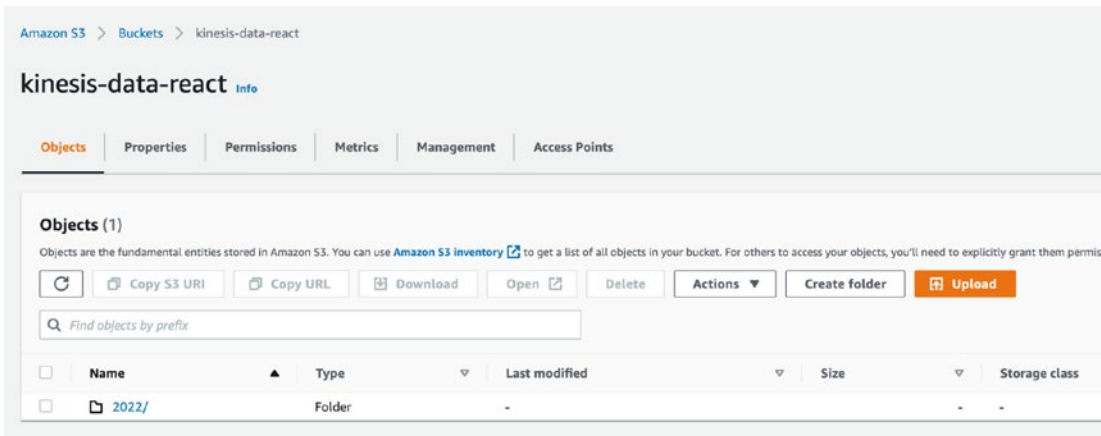 Amazon S3 > Buckets > kinesis-data-react
kinesis-data-react Info
Objects Properties Permissions Metrics Management Access Points
Objects (1)
Objects are the fundamental entities stored in Amazon S3. You can use Amazon S3 inventory to get a list of all objects in your bucket. For others to access your objects, you'll need to explicitly grant them permis
Copy S3 URI Copy URL Download Open Delete Actions Create folder Upload
Find objects by prefix
Name Type Last modified Size Storage class
2022/ Folder - - -